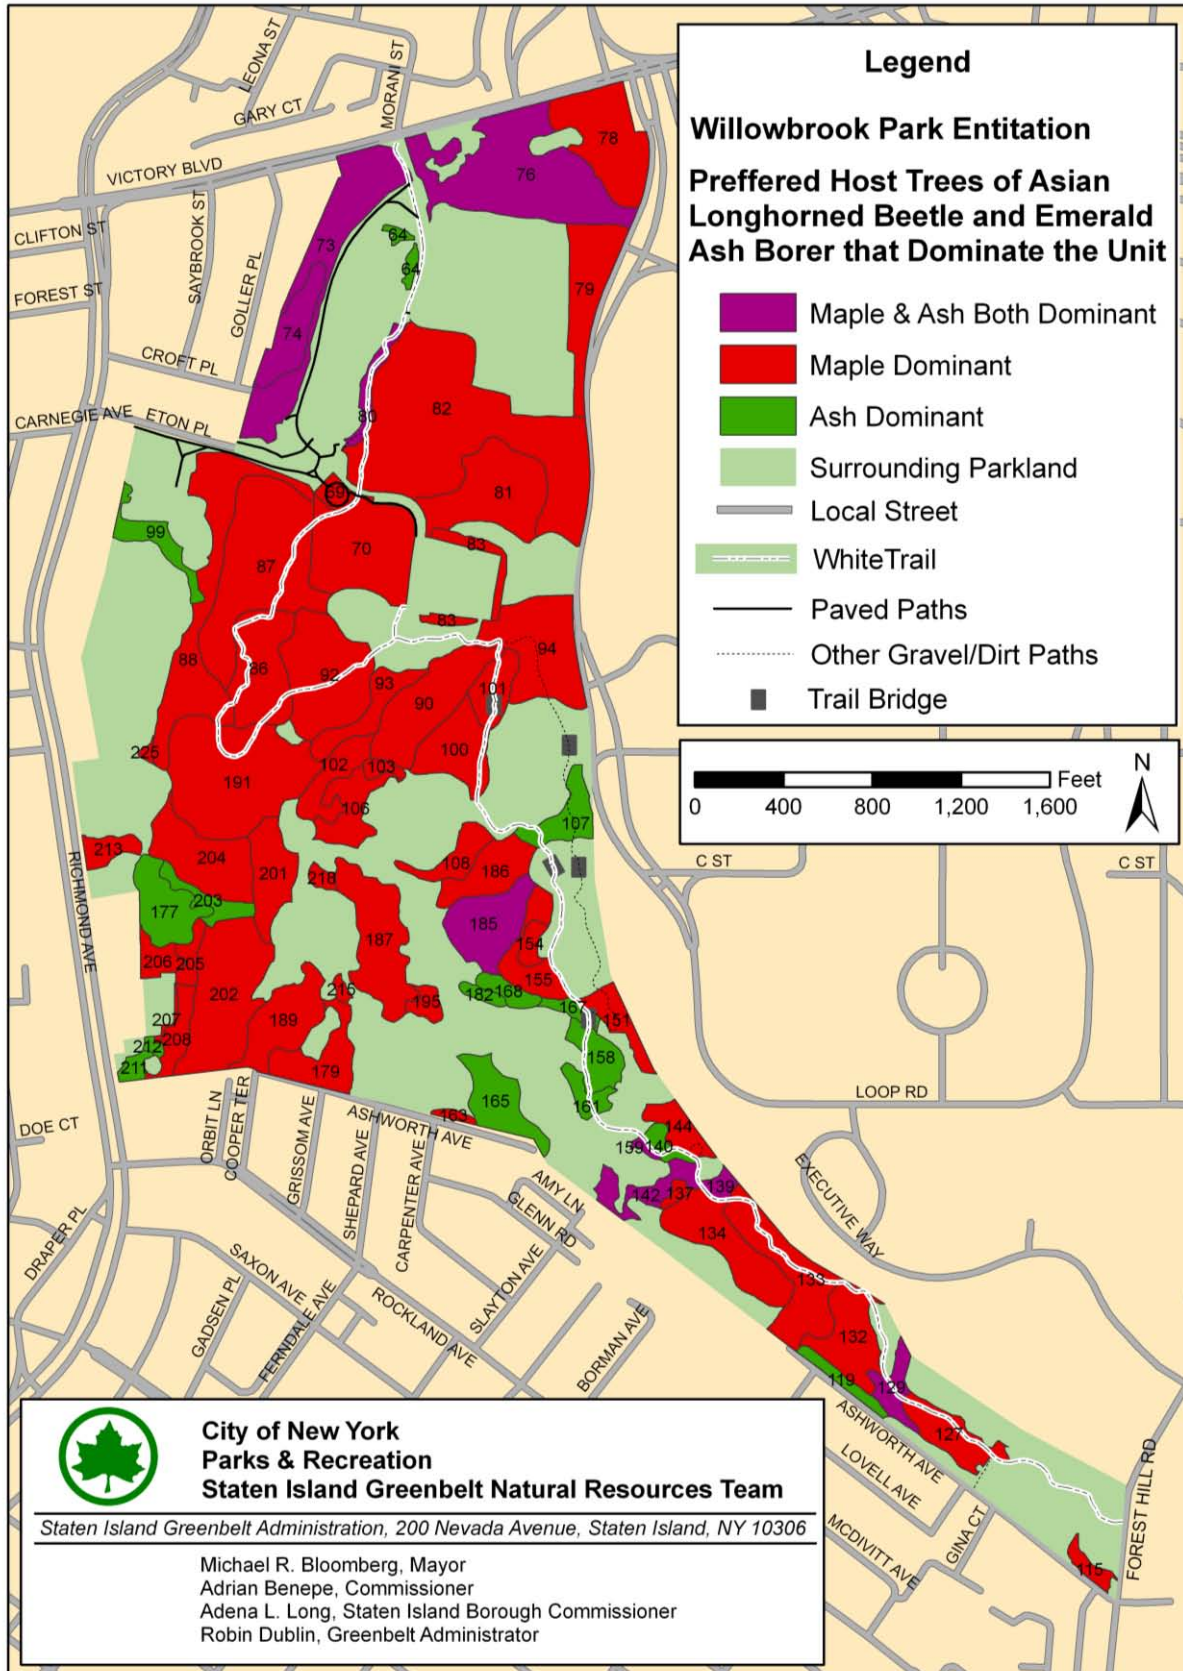 LEONA ST
MORANI ST
GARY CT
VICTORY BLVD
CLIFTON ST
SAYBROOK ST
GOLLER PL
FOREST ST
CROFT PL
CARNEGIE AVE
ETON PL
78
76
73
64
64
79
74
82
80
81
69
99
70
83
87
83
88
86
92
93
94
90
101
100
225
191
102
103
106
107
213
204
201
218
108
186
203
177
185
187
154
206
205
155
202
215
195
182
168
167
151
207
189
208
212
158
211
179
165
161
163
144
159
140
139
142
137
134
133
132
119
129
127
115
RICHMOND AVE
C ST
C ST
LOOP RD
EXECUTIVE WAY
DOE CT
ORBIT LN
COOPER TER
GRISSOM AVE
SHEPARD AVE
ASHWORTH AVE
CARPENTER AVE
AMY LN
GLENN RD
DRAPER PL
SAXON AVE
GADSEN PL
FERNDALE AVE
ROCKLAND AVE
SLAYTON AVE
BORMAN AVE
ASHWORTH AVE
LOVELL AVE
MCDIVITT AVE
GINA CT
FOREST HILL RD
Legend
Willowbrook Park Entitation
Preffered Host Trees of Asian
Longhorned Beetle and Emerald
Ash Borer that Dominate the Unit
Maple & Ash Both Dominant
Maple Dominant
Ash Dominant
Surrounding Parkland
Local Street
WhiteTrail
Paved Paths
Other Gravel/Dirt Paths
Trail Bridge
Feet
0 400 800 1,200 1,600
N
City of New York
Parks & Recreation
Staten Island Greenbelt Natural Resources Team
Staten Island Greenbelt Administration, 200 Nevada Avenue, Staten Island, NY 10306
Michael R. Bloomberg, Mayor
Adrian Benepe, Commissioner
Adena L. Long, Staten Island Borough Commissioner
Robin Dublin, Greenbelt Administrator